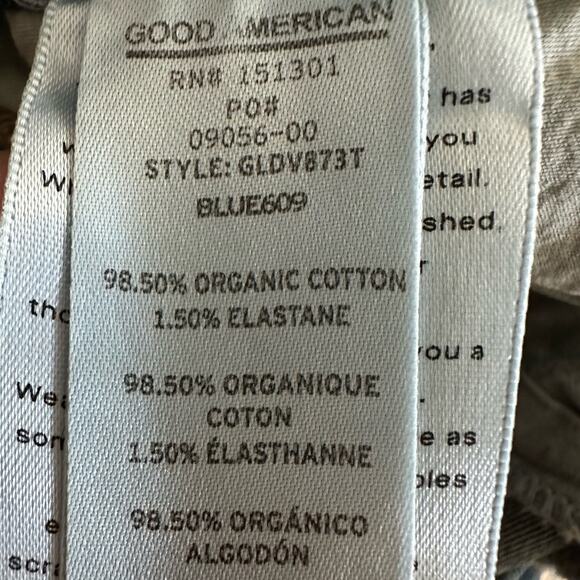 GOOD AMERICAN
RN# 151301
PO#
09056-00
STYLE: GLDV873T
BLUE609
98.50% ORGANIC COTTON
1.50% ELASTANE
98.50% ORGANIQUE
COTON
1.50% ÉLASTHANNE
98.50% ORGÁNICO
ALGODÓN
has
you
etail.
shed.
you a
e as